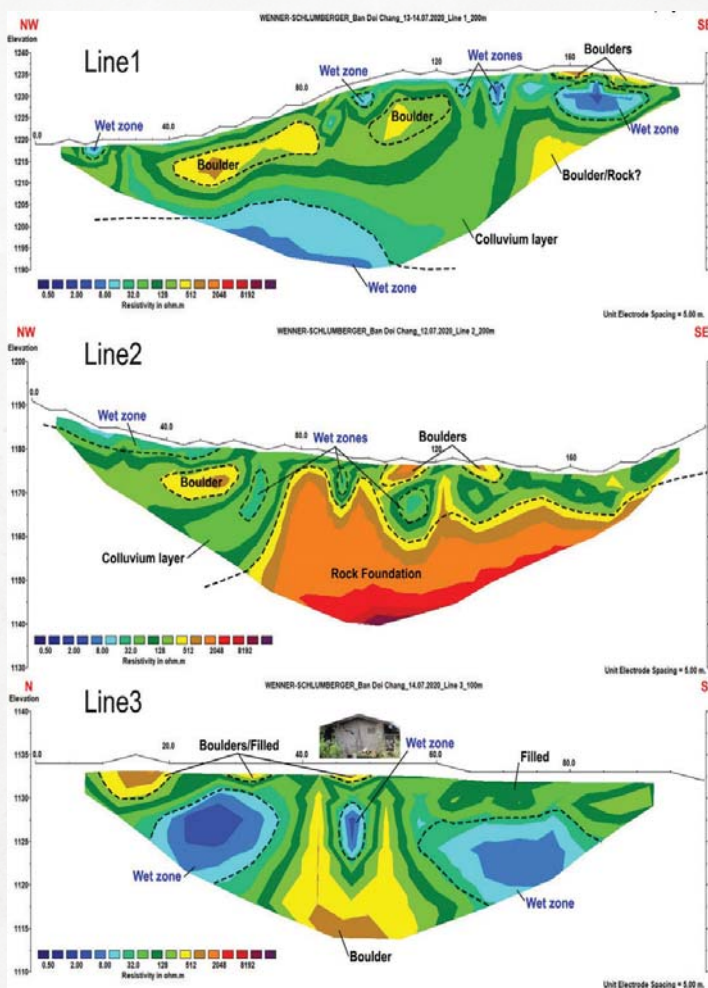 WENNER-SCHLUMBERGER_Ban Doi Chang_13-14.07.2020_Line 1_200m
NW
Elevation
Line1
1240
1235
1230
1225
1220
1215
1210
1205
1200
1195
1190
0.0
40.0
80.0
120
160
Wet zone
Wet zone
Wet zones
Boulders
Wet zone
Boulder
Boulder
Boulder/Rock?
Colluvium layer
Wet zone
0.50 2.00 8.00 32.0 128 512 2048 8192
Resistivity in ohm.m
Unit Electrode Spacing = 5.00 m.
WENNER-SCHLUMBERGER_Ban Doi Chang_12.07.2020_Line 2_200m
NW
Elevation
Line2
1200
1190
1180
1170
1160
1150
1140
1130
0.0
40.0
80.0
120
160
Wet zone
Wet zones
Boulders
Boulder
Colluvium layer
Rock Foundation
0.50 2.00 8.00 32.0 128 512 2048 8192
Resistivity in ohm.m
Unit Electrode Spacing = 5.00 m.
WENNER-SCHLUMBERGER_Ban Doi Chang_14.07.2020_Line 3_100m
N
Elevation
Line3
1140
1135
1130
1125
1120
1115
1110
0.0
20.0
40.0
60.0
80.0
Boulders/Filled
Wet zone
Filled
Wet zone
Wet zone
Boulder
0.50 2.00 8.00 32.0 128 512 2048 8192
Resistivity in ohm.m
Unit Electrode Spacing = 5.00 m.